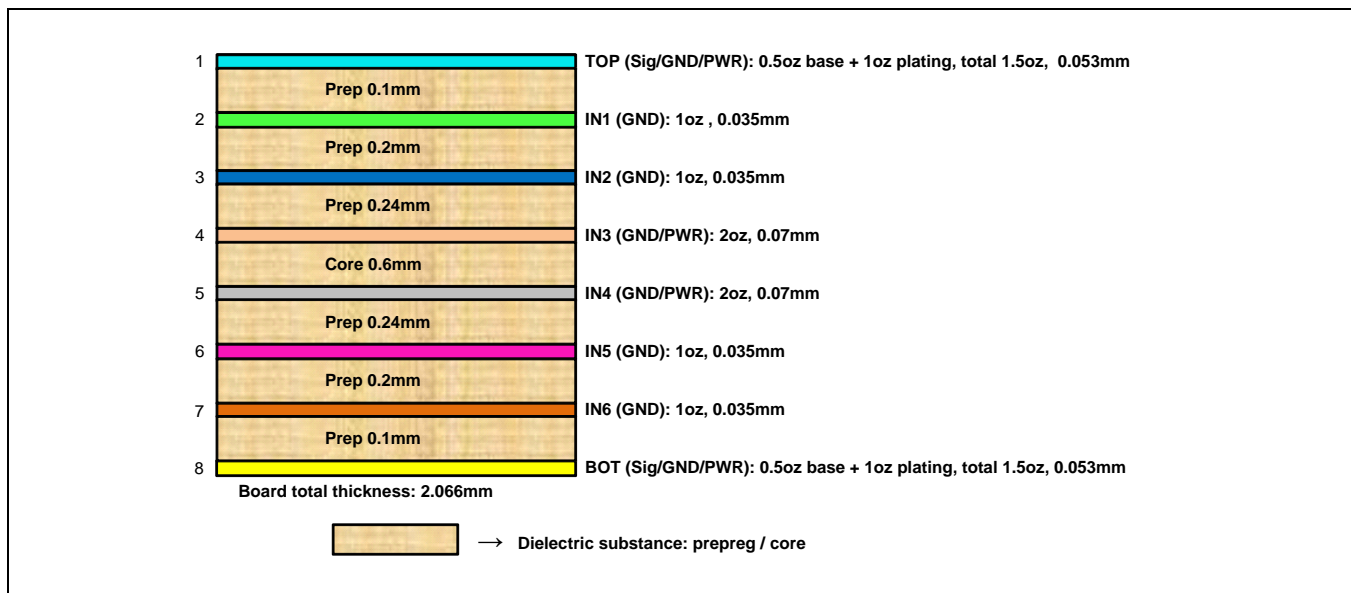 1 TOP (Sig/GND/PWR): 0.5oz base + 1oz plating, total 1.5oz, 0.053mm
Prep 0.1mm
2 IN1 (GND): 1oz , 0.035mm
Prep 0.2mm
3 IN2 (GND): 1oz, 0.035mm
Prep 0.24mm
4 IN3 (GND/PWR): 2oz, 0.07mm
Core 0.6mm
5 IN4 (GND/PWR): 2oz, 0.07mm
Prep 0.24mm
6 IN5 (GND): 1oz, 0.035mm
Prep 0.2mm
7 IN6 (GND): 1oz, 0.035mm
Prep 0.1mm
8 BOT (Sig/GND/PWR): 0.5oz base + 1oz plating, total 1.5oz, 0.053mm
Board total thickness: 2.066mm
→ Dielectric substance: prepreg / core